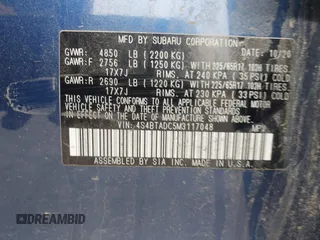 MFD BY SUBARU CORPORATION 10/20
GVWR: 4850 LB (2200 KG)
GAWR:F 2756 LB (1250 KG) WITH 225/65R17 102H TIRES,
17X7J RIMS, AT 240 KPA (35 PSI) COLD
GAWR:R 2690 LB (1220 KG) WITH 225/65R17 102H TIRES,
17X7J RIMS, AT 230 KPA (33 PSI) COLD
THIS VEHICLE CONFORMS TO ALL APPLICABLE
FEDERAL MOTOR VEHICLE SAFETY, BUMPER, AND
THEFT PREVENTION STANDARDS IN EFFECT ON THE
DATE OF MANUFACTURE SHOWN ABOVE.
VIN: 4S4BTADC5M3117048 MPV
ASSEMBLED BY SIA INC. MADE IN U.S.A.
DREAMBID